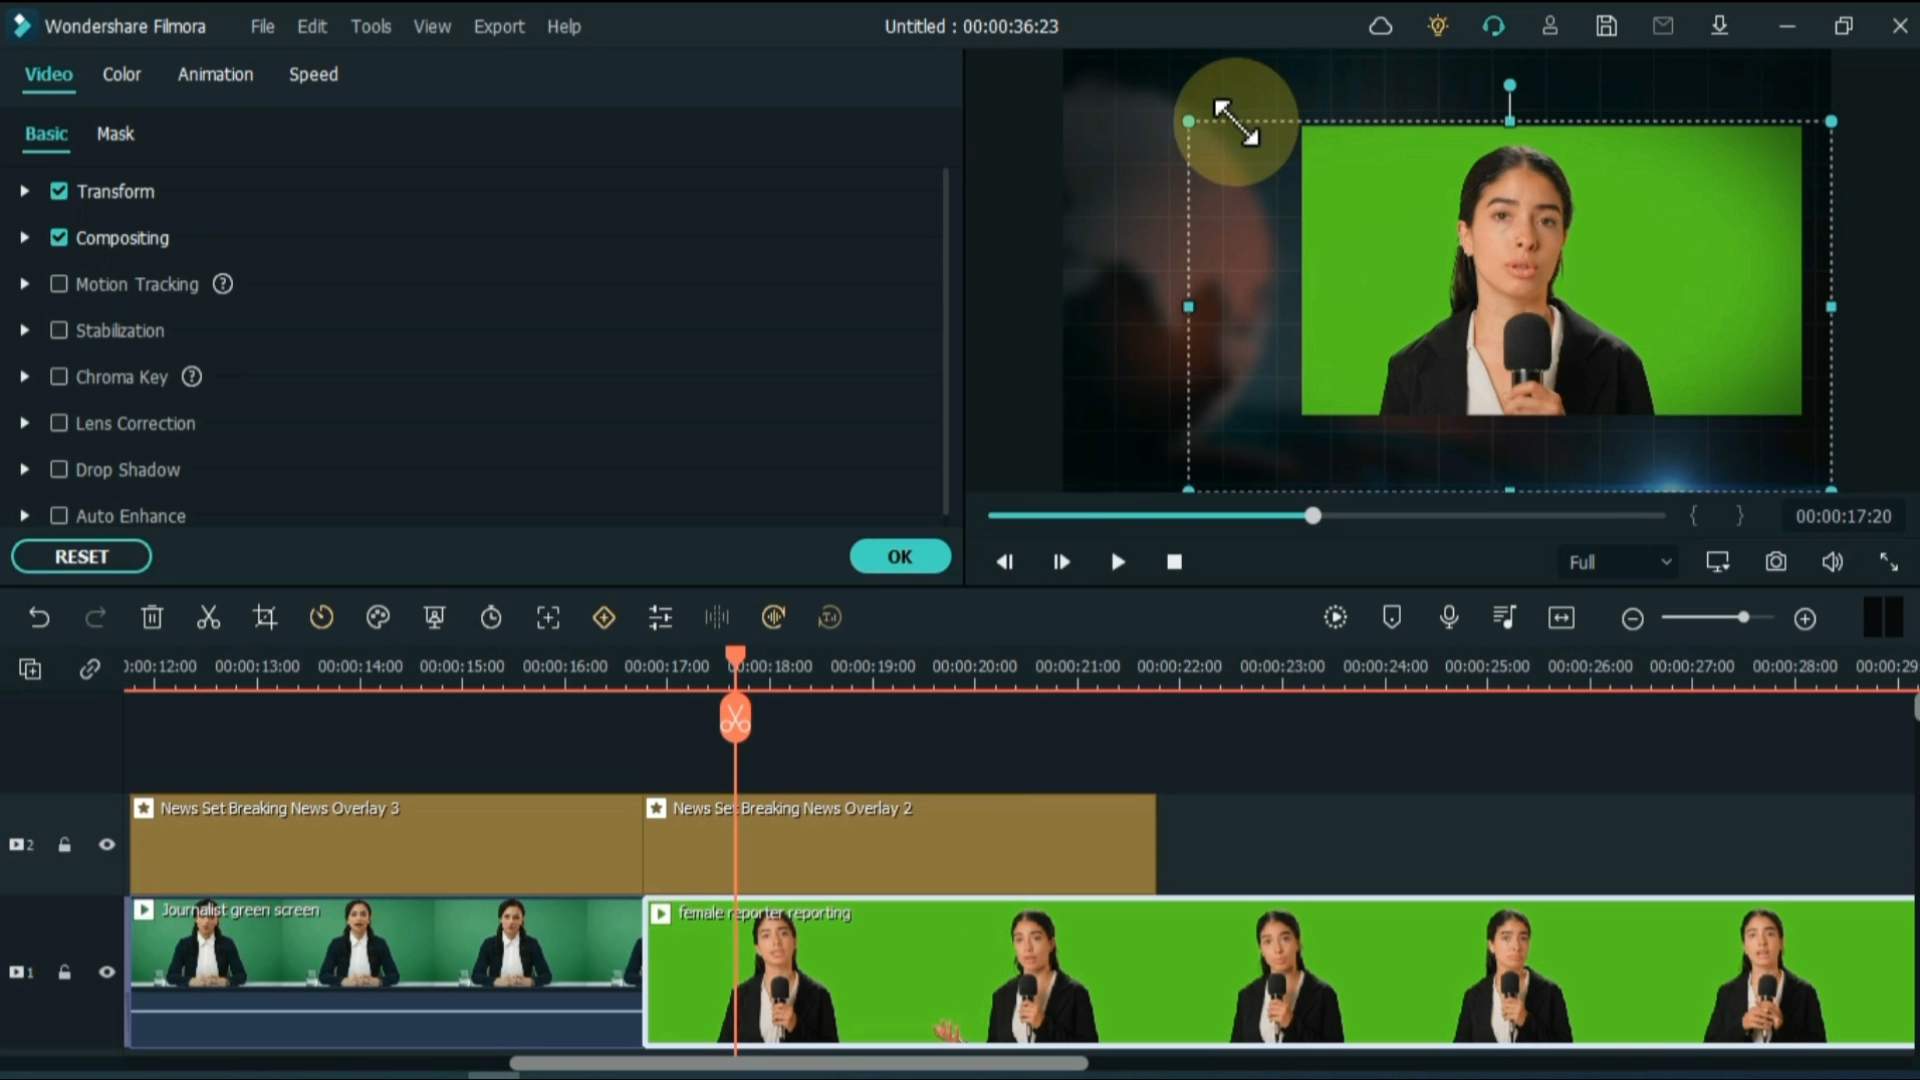 Wondershare Filmora File Edit Tools View Export Help Untitled : 00:00:36:23
Video Color Animation Speed
Basic Mask
Transform
Compositing
Motion Tracking ?
Stabilization
Chroma Key ?
Lens Correction
Drop Shadow
Auto Enhance
RESET OK
{ } 00:00:17:20
Full
00:00:13:00 00:00:14:00 00:00:15:00 00:00:16:00 00:00:17:00 00:00:18:00 00:00:19:00 00:00:20:00 00:00:21:00 00:00:22:00 00:00:23:00 00:00:24:00 00:00:25:00 00:00:26:00 00:00:27:00 00:00:28:00
News Set Breaking News Overlay 3 News Set Breaking News Overlay 2
2
Journalist green screen female reporter reporting
1